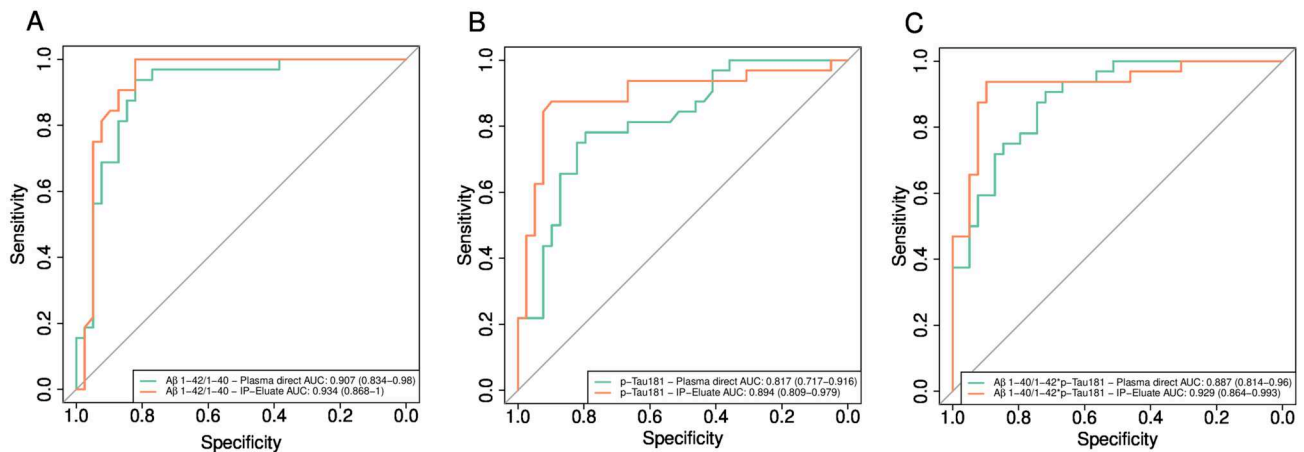 A
Sensitivity
1.0
0.8
0.6
0.4
0.2
0.0
Aβ 1–42/1–40 – Plasma direct AUC: 0.907 (0.834–0.98)
Aβ 1–42/1–40 – IP–Eluate AUC: 0.934 (0.868–1)
1.0 0.8 0.6 0.4 0.2 0.0
Specificity
B
Sensitivity
1.0
0.8
0.6
0.4
0.2
0.0
p–Tau181 – Plasma direct AUC: 0.817 (0.717–0.916)
p–Tau181 – IP–Eluate AUC: 0.894 (0.809–0.979)
1.0 0.8 0.6 0.4 0.2 0.0
Specificity
C
Sensitivity
1.0
0.8
0.6
0.4
0.2
0.0
Aβ 1–40/1–42*p–Tau181 – Plasma direct AUC: 0.887 (0.814–0.96)
Aβ 1–40/1–42*p–Tau181 – IP–Eluate AUC: 0.929 (0.864–0.993)
1.0 0.8 0.6 0.4 0.2 0.0
Specificity